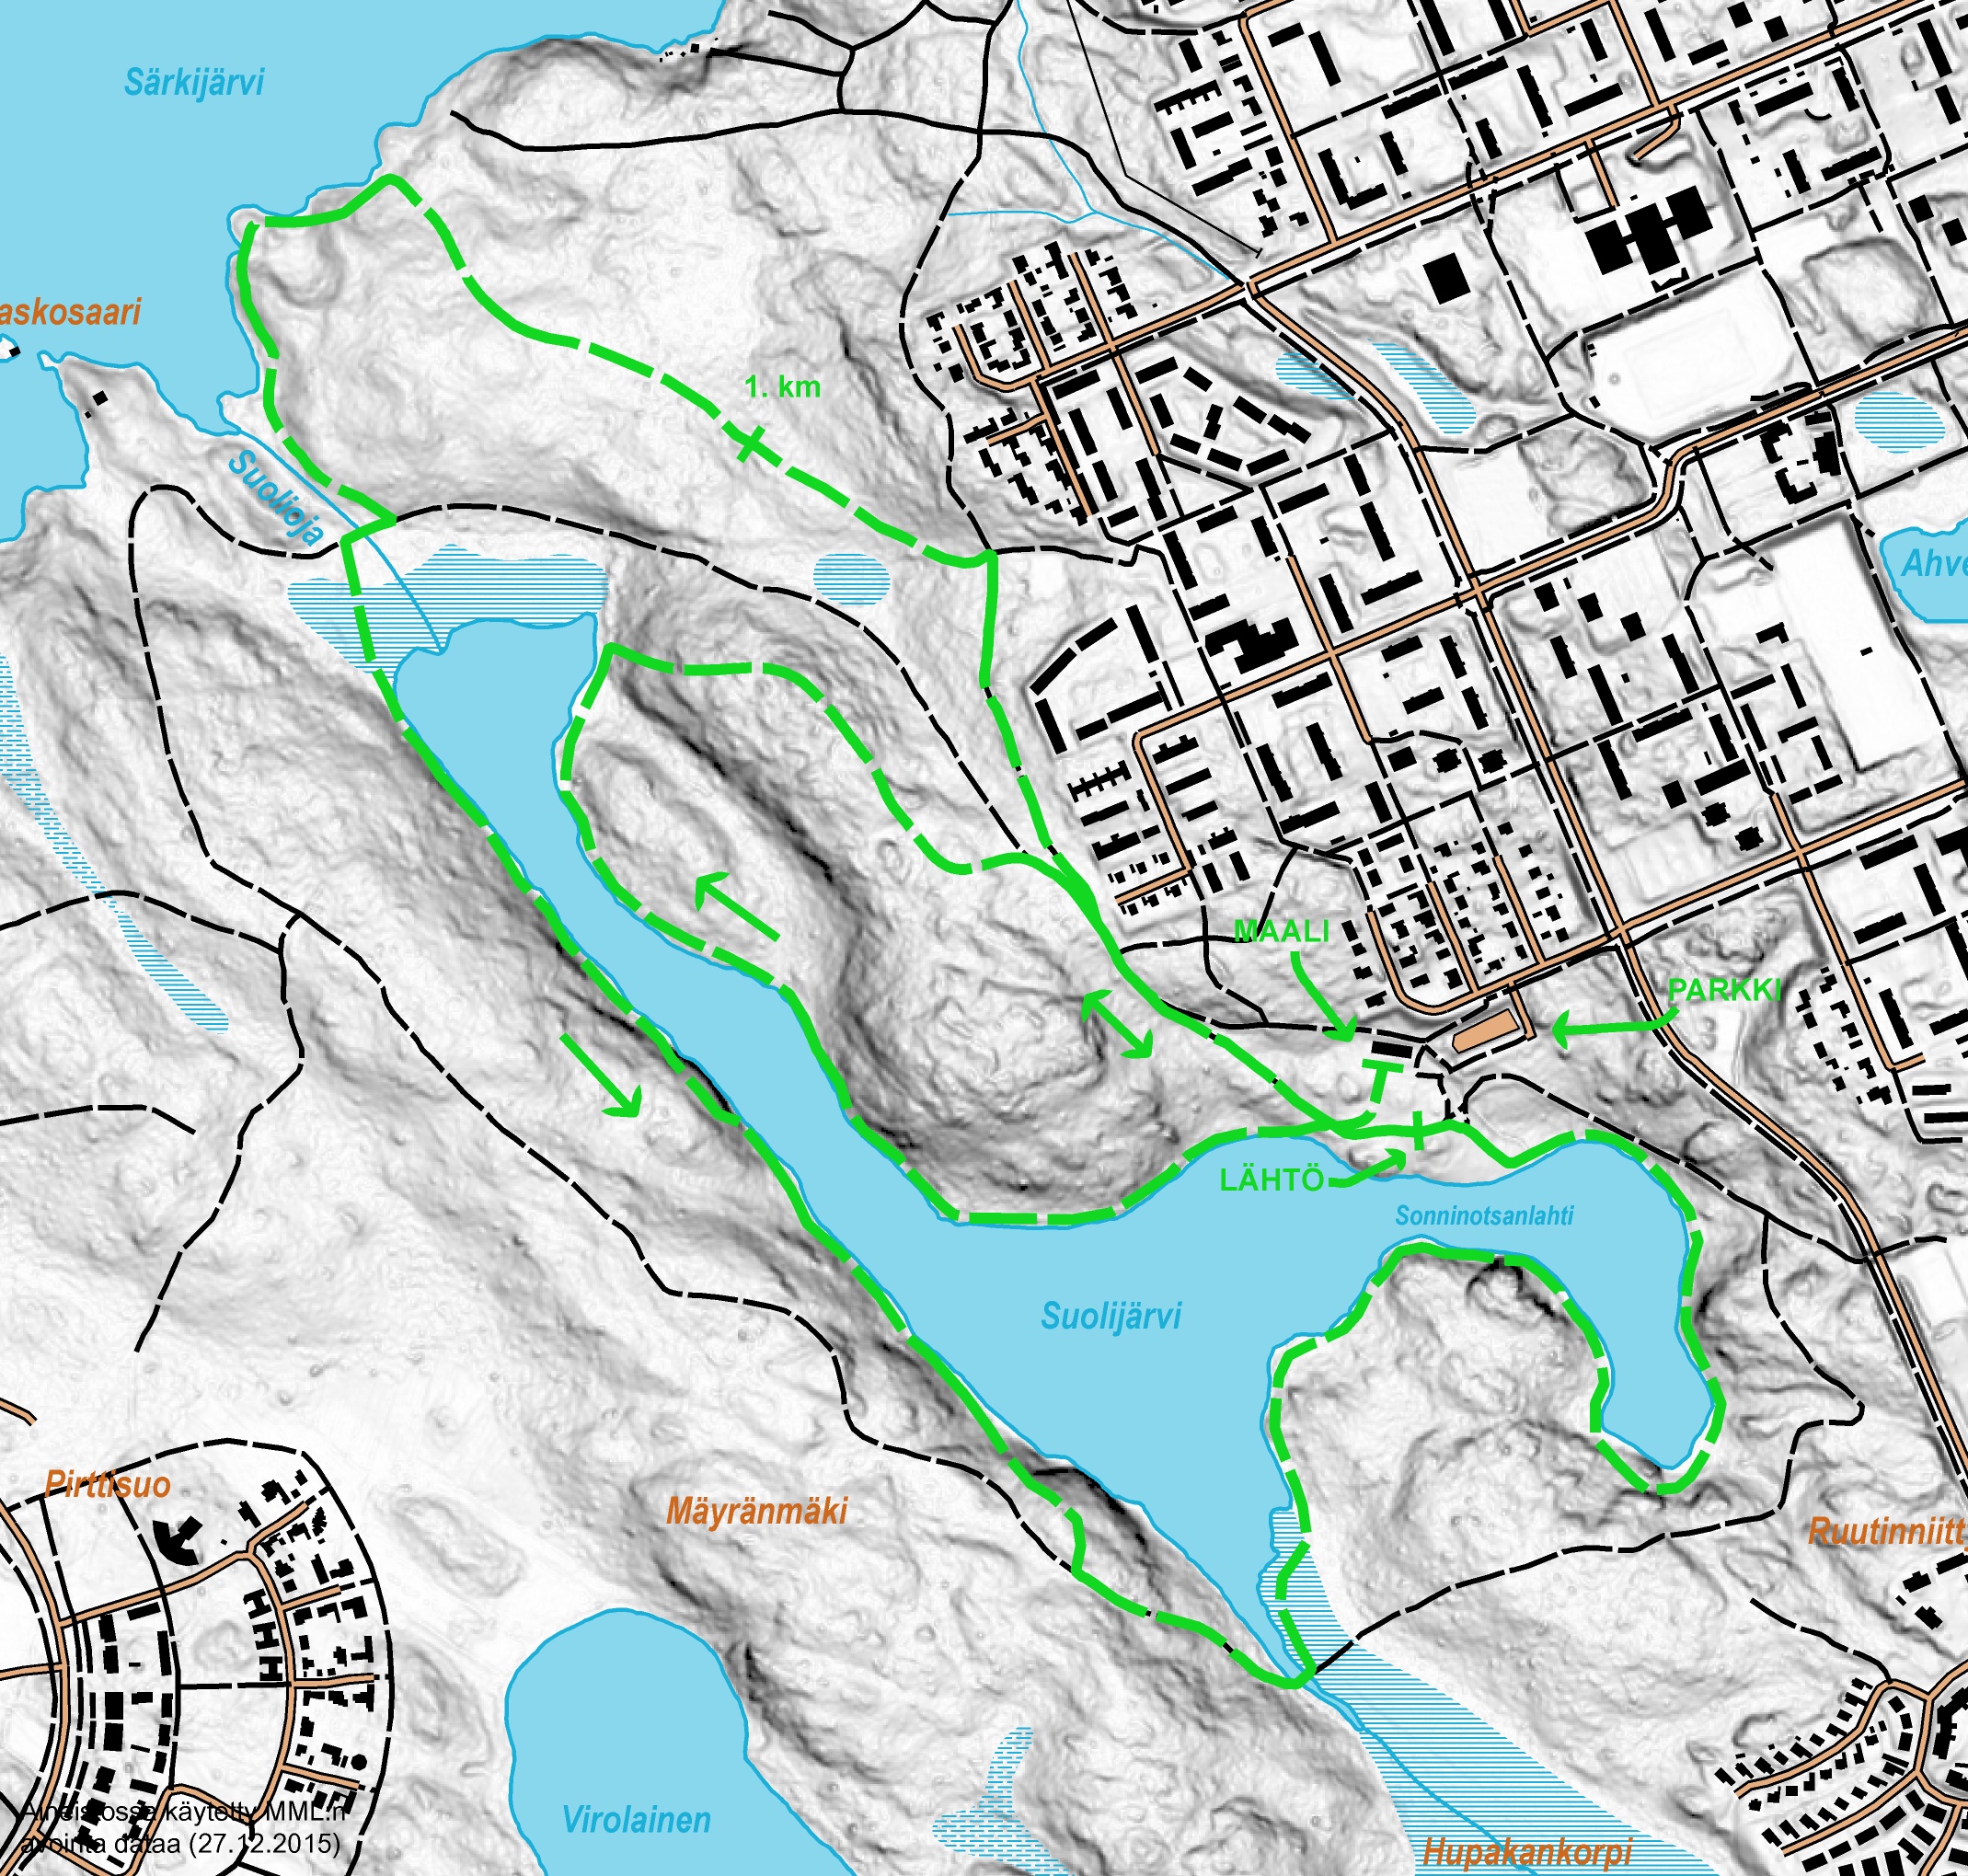 Särkijärvi
askosaari
1. km
Suolioja
Ahve
MAALI
PARKKI
LÄHTÖ
Sonninotsanlahti
Suolijärvi
Pirttisuo
Mäyränmäki
Ruutinniitt
Virolainen
Aineistossa käytetty MML:n
avointa dataa (27.12.2015)
Hupakankorpi